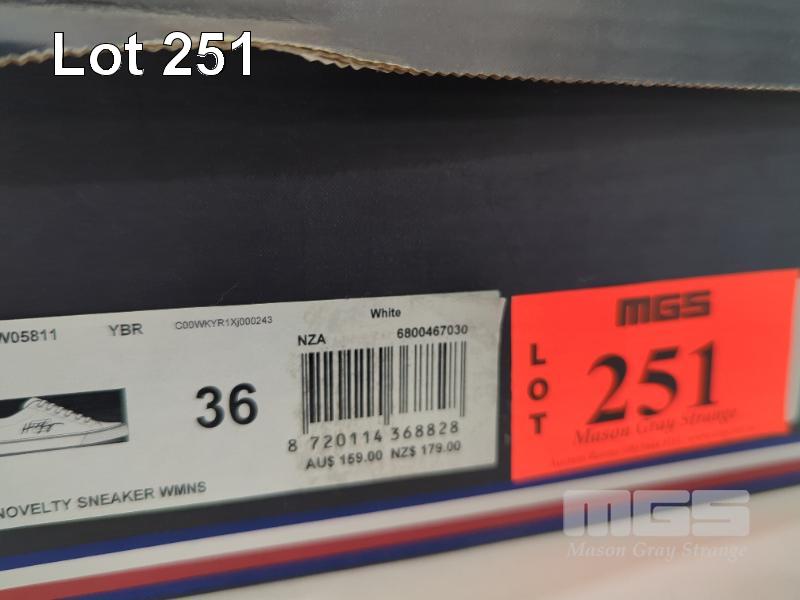 Lot 251
W05811 YBR C00WKYR1Xj000243
White
NZA 6800467030
36
8 720114 368828
AU$ 159.00 NZ$ 179.00
NOVELTY SNEAKER WMNS
MGS
LOT
251
Mason Gray Strange
MGS
Mason Gray Strange